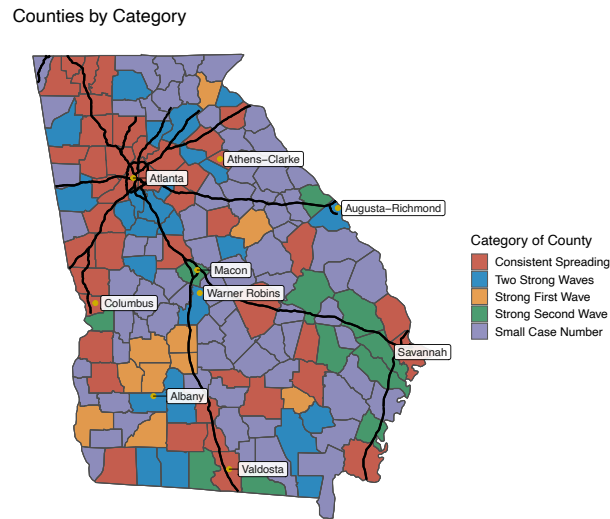 Counties by Category
Athens−Clarke
Atlanta
Augusta−Richmond
Macon
Warner Robins
Columbus
Savannah
Albany
Valdosta
Category of County
Consistent Spreading
Two Strong Waves
Strong First Wave
Strong Second Wave
Small Case Number